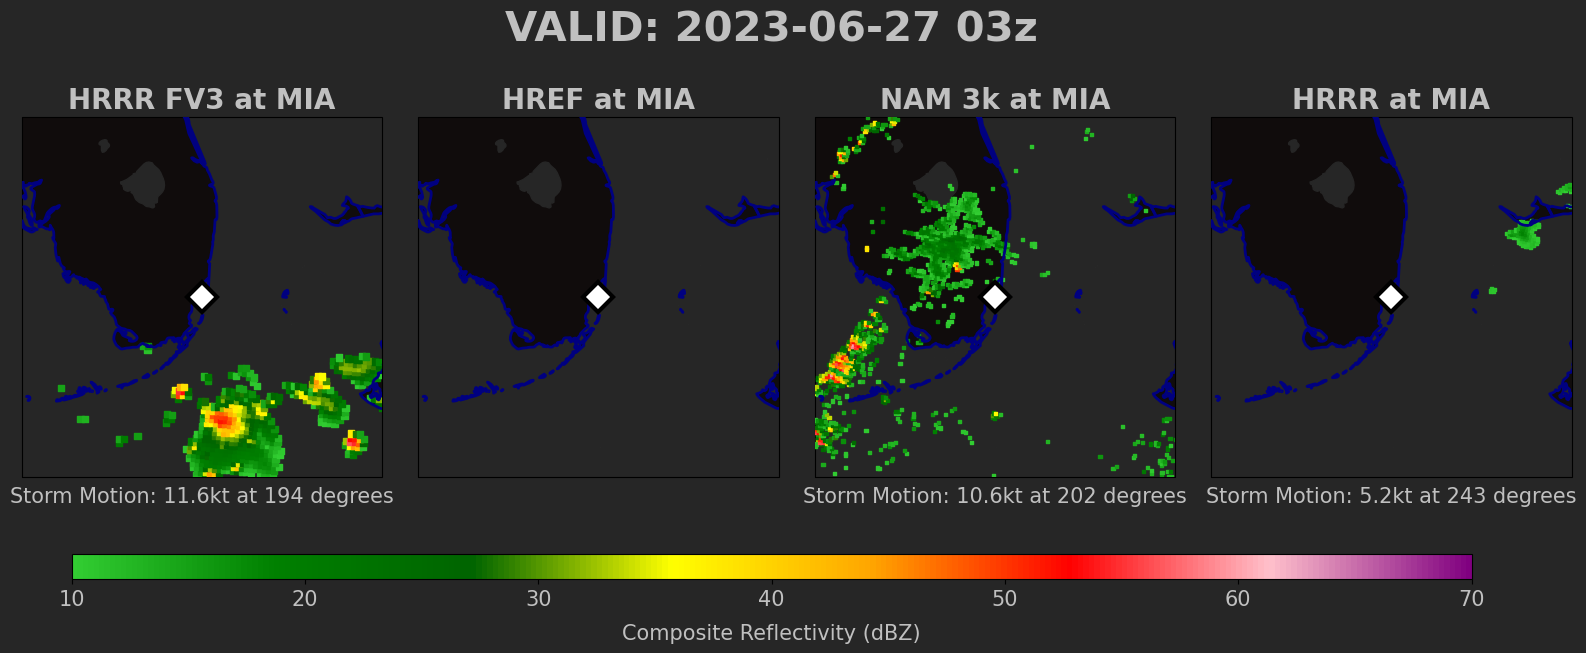 VALID: 2023-06-27 03z
HRRR FV3 at MIA
HREF at MIA
NAM 3k at MIA
HRRR at MIA
Storm Motion: 11.6kt at 194 degrees
Storm Motion: 10.6kt at 202 degrees
Storm Motion: 5.2kt at 243 degrees
10 20 30 40 50 60 70
Composite Reflectivity (dBZ)